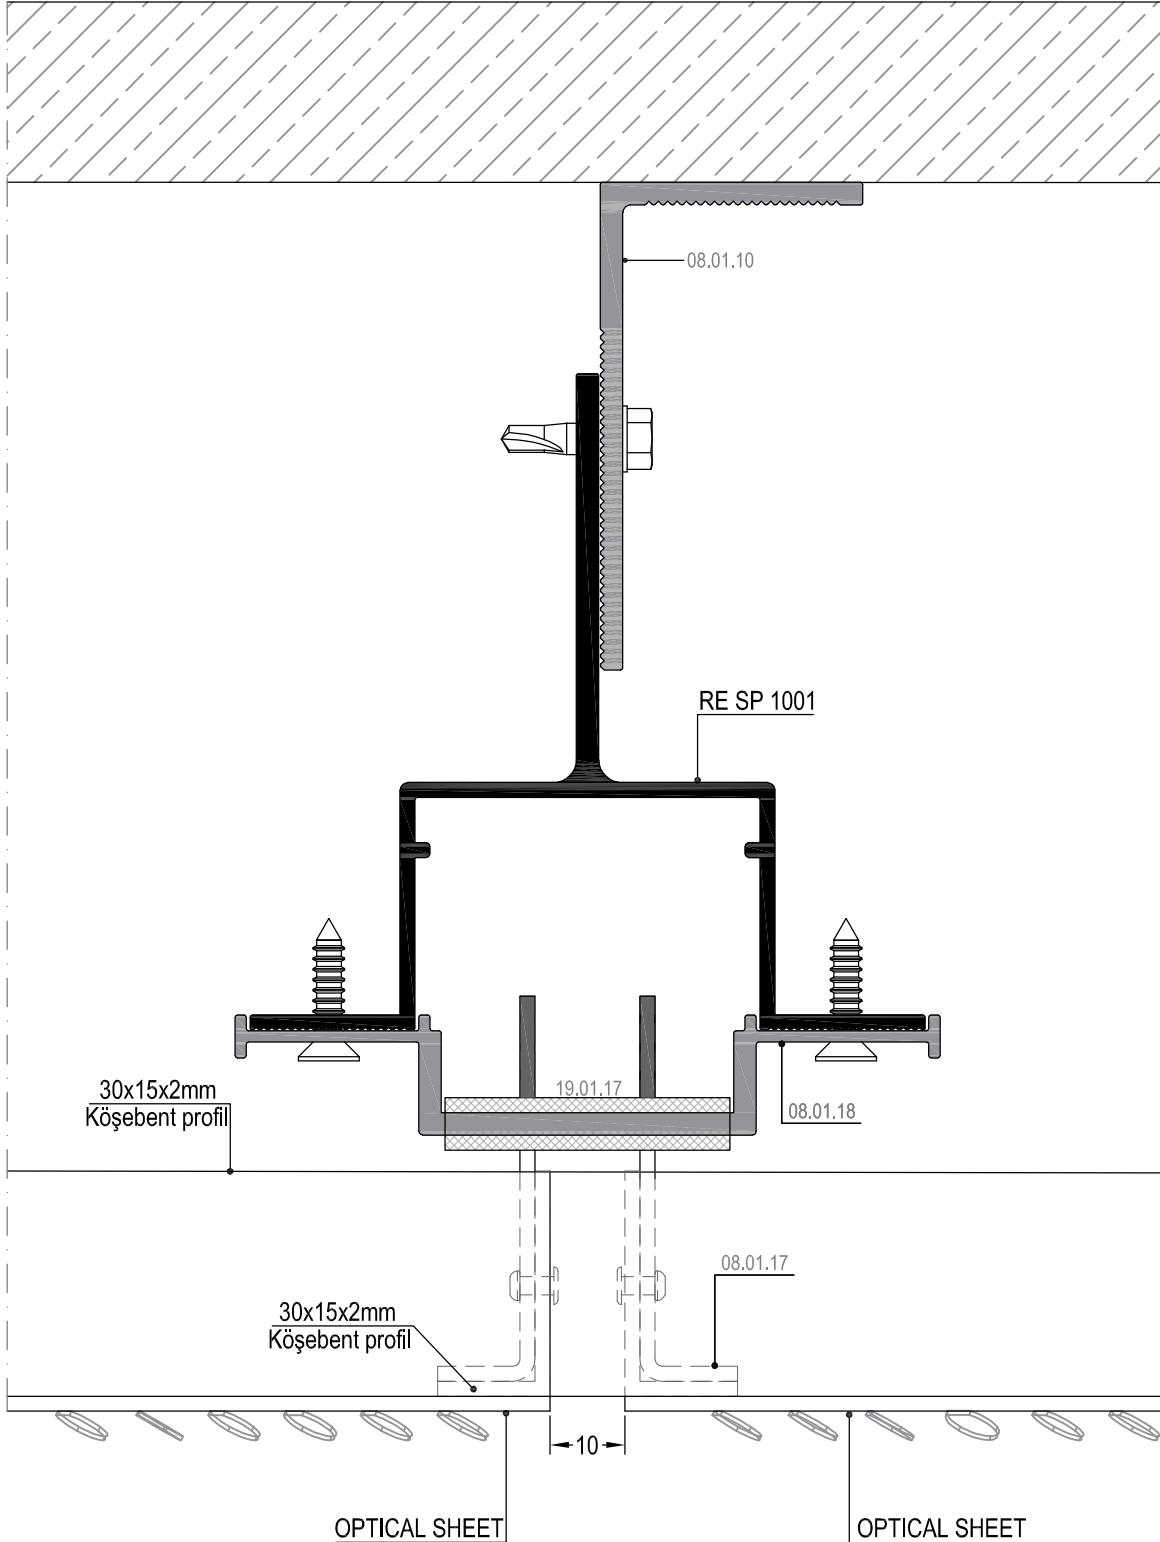 08.01.10
RE SP 1001
19.01.17
30x15x2mm
Köşebent profil
08.01.18
08.01.17
30x15x2mm
Köşebent profil
10
OPTICAL SHEET
OPTICAL SHEET